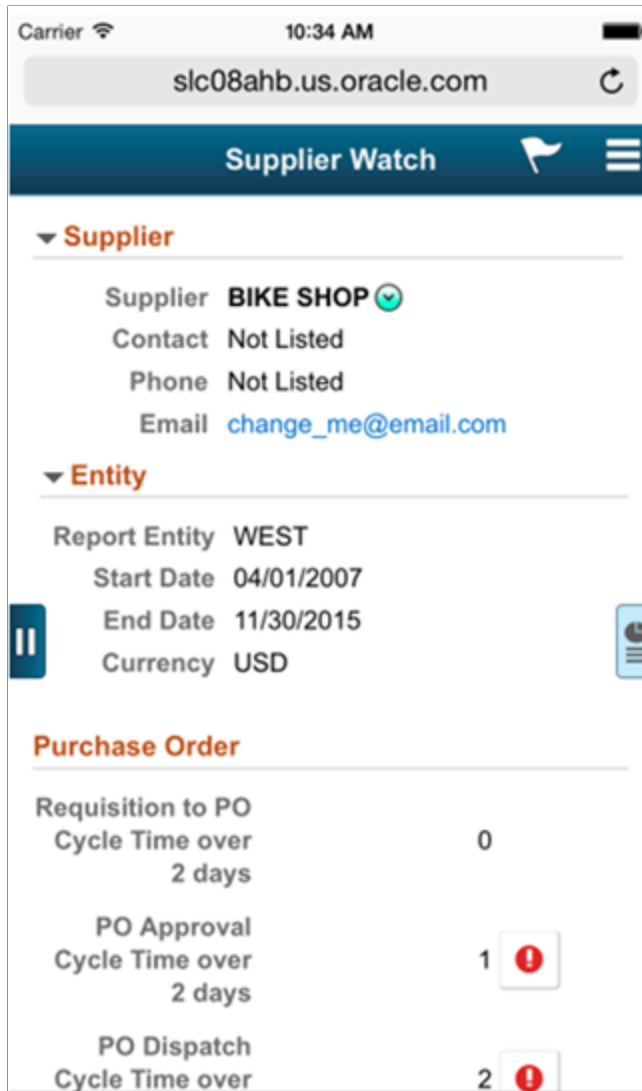 Carrier 10:34 AM
slc08ahb.us.oracle.com
Supplier Watch
Supplier
Supplier BIKE SHOP
Contact Not Listed
Phone Not Listed
Email change_me@email.com
Entity
Report Entity WEST
Start Date 04/01/2007
End Date 11/30/2015
Currency USD
Purchase Order
Requisition to PO
Cycle Time over 0
2 days
PO Approval
Cycle Time over 1
2 days
PO Dispatch
Cycle Time over 2